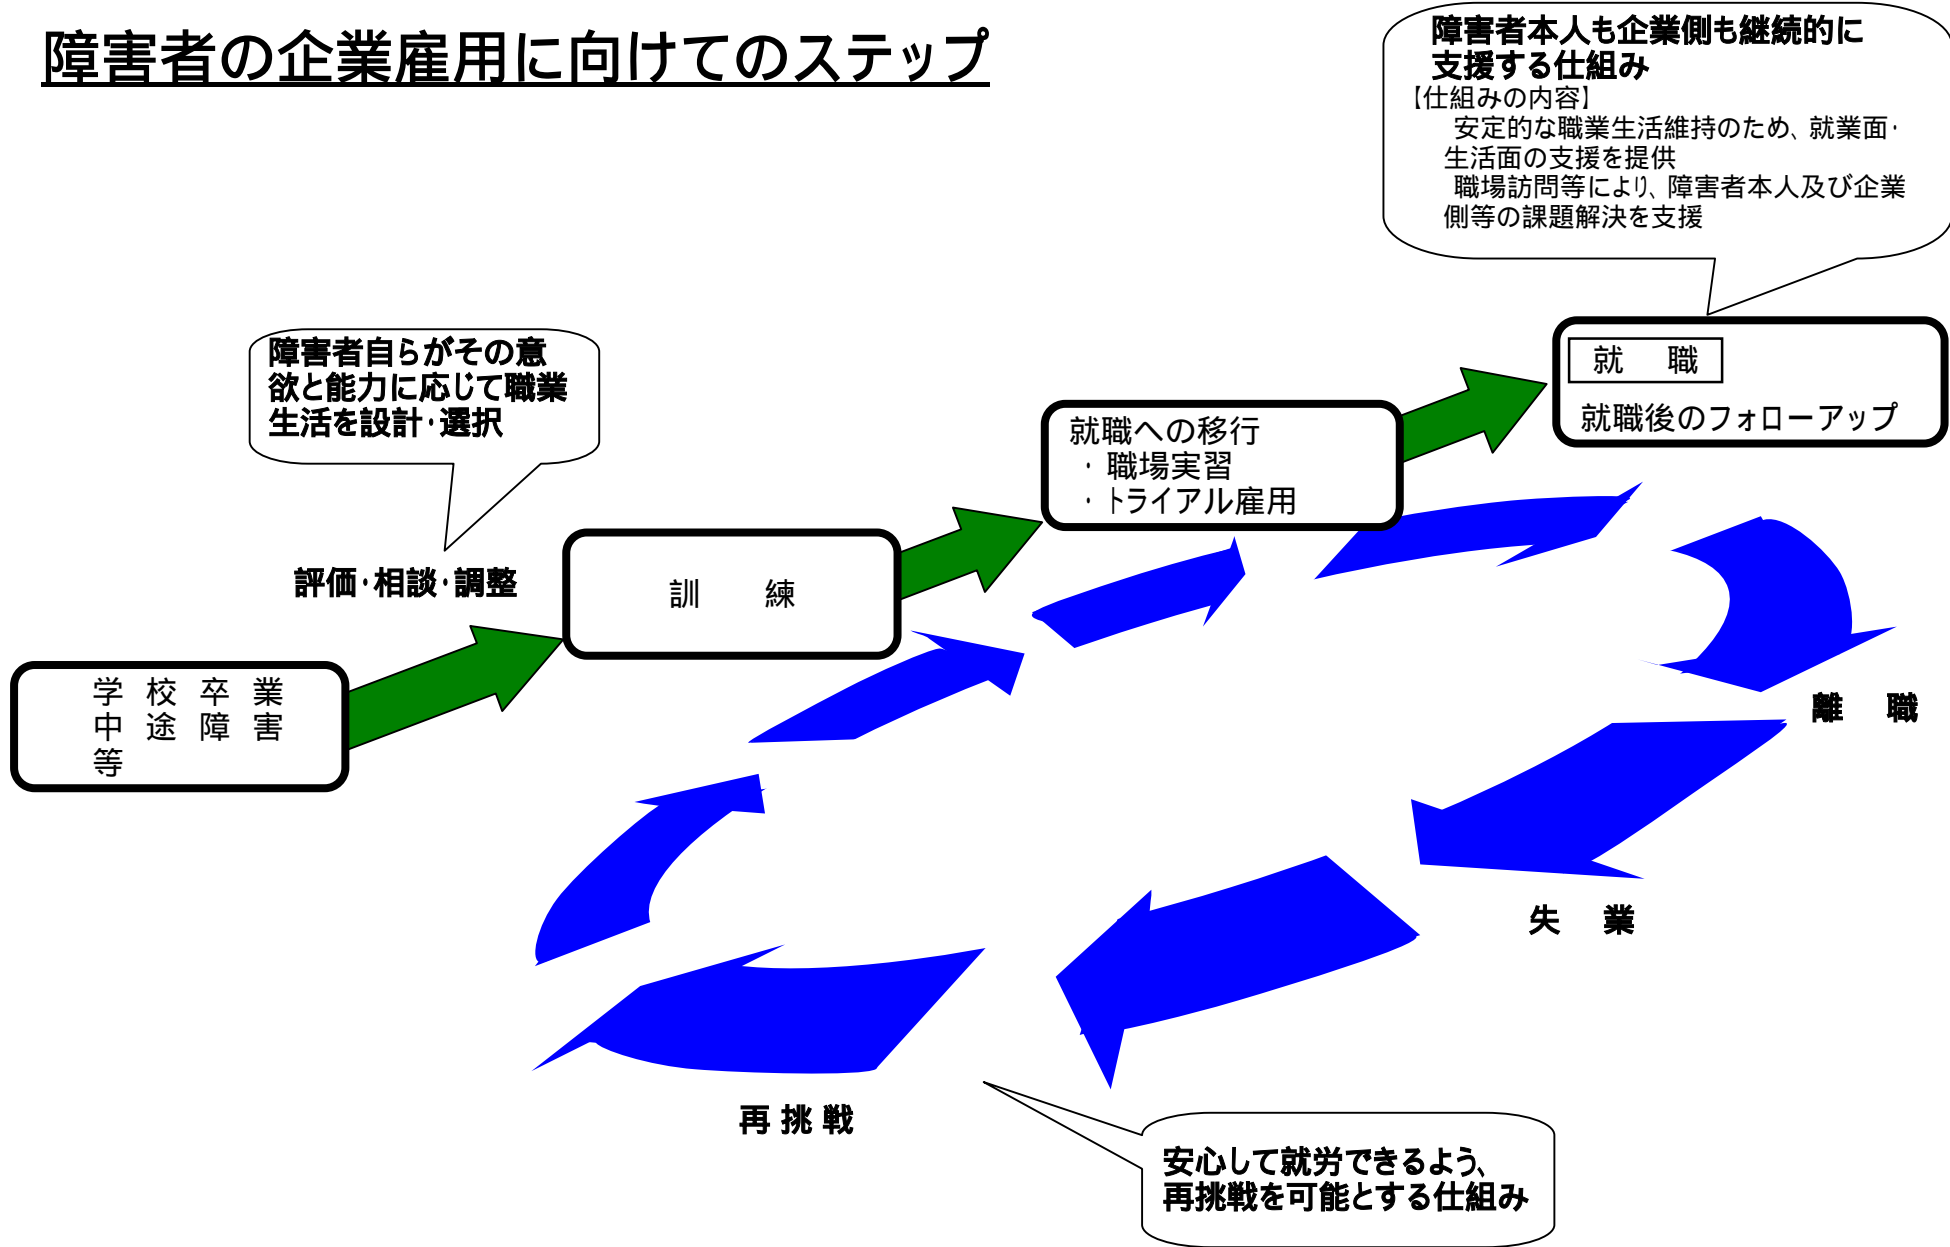 障害者の企業雇用に向けてのステップ
障害者本人も企業側も継続的に
支援する仕組み
【仕組みの内容】
安定的な職業生活維持のため、就業面・
生活面の支援を提供
職場訪問等により、障害者本人及び企業
側等の課題解決を支援
障害者自らがその意
欲と能力に応じて職業
生活を設計・選択
就　職
就職後のフォローアップ
就職への移行
・職場実習
・トライアル雇用
評価・相談・調整
訓　練
学校卒業
中途障害
等
離　職
失　業
再挑戦
安心して就労できるよう、
再挑戦を可能とする仕組み